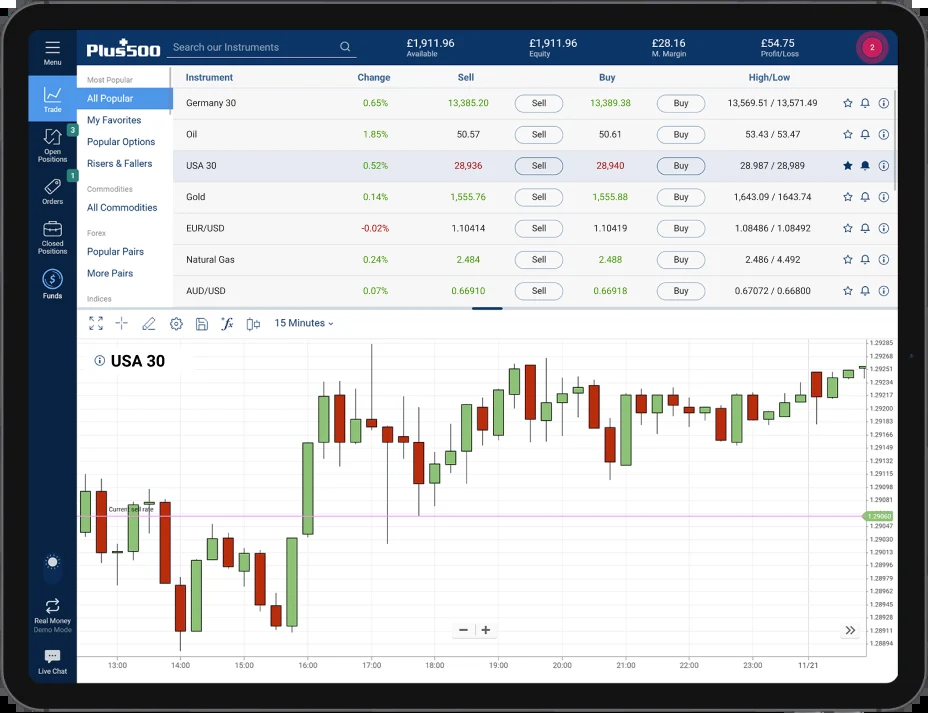 Menu
Plus500
Search our Instruments
£1,911.96
Available
£1,911.96
Equity
£28.16
M. Margin
£54.75
Profit/Loss
2
Trade
3
Open
Positions
1
Orders
Closed
Positions
$
Funds
Real Money
Demo Mode
Live Chat
Most Popular
All Popular
My Favorites
Popular Options
Risers & Fallers
Commodities
All Commodities
Forex
Popular Pairs
More Pairs
Indices
Instrument Change Sell Buy High/Low
Germany 30 0.65% 13,385.20 Sell 13,389.38 Buy 13,569.51 / 13,571.49
Oil 1.85% 50.57 Sell 50.61 Buy 53.43 / 53.47
USA 30 0.52% 28,936 Sell 28,940 Buy 28.987 / 28,989
Gold 0.14% 1,555.76 Sell 1,555.88 Buy 1,643.09 / 1643.74
EUR/USD -0.02% 1.10414 Sell 1.10419 Buy 1.08486 / 1.08492
Natural Gas 0.24% 2.484 Sell 2.488 Buy 2.486 / 4.492
AUD/USD 0.07% 0.66910 Sell 0.66918 Buy 0.67072 / 0.66800
fx 15 Minutes
USA 30
Current sell rate
1.29285
1.29268
1.29251
1.29234
1.29217
1.29200
1.29183
1.29166
1.29149
1.29132
1.29115
1.29098
1.29081
1.29060
1.29047
1.29030
1.29013
1.28996
1.28979
1.28962
1.28945
1.28928
1.28911
1.28894
13:00 14:00 15:00 16:00 17:00 18:00 19:00 20:00 21:00 22:00 23:00 11/21